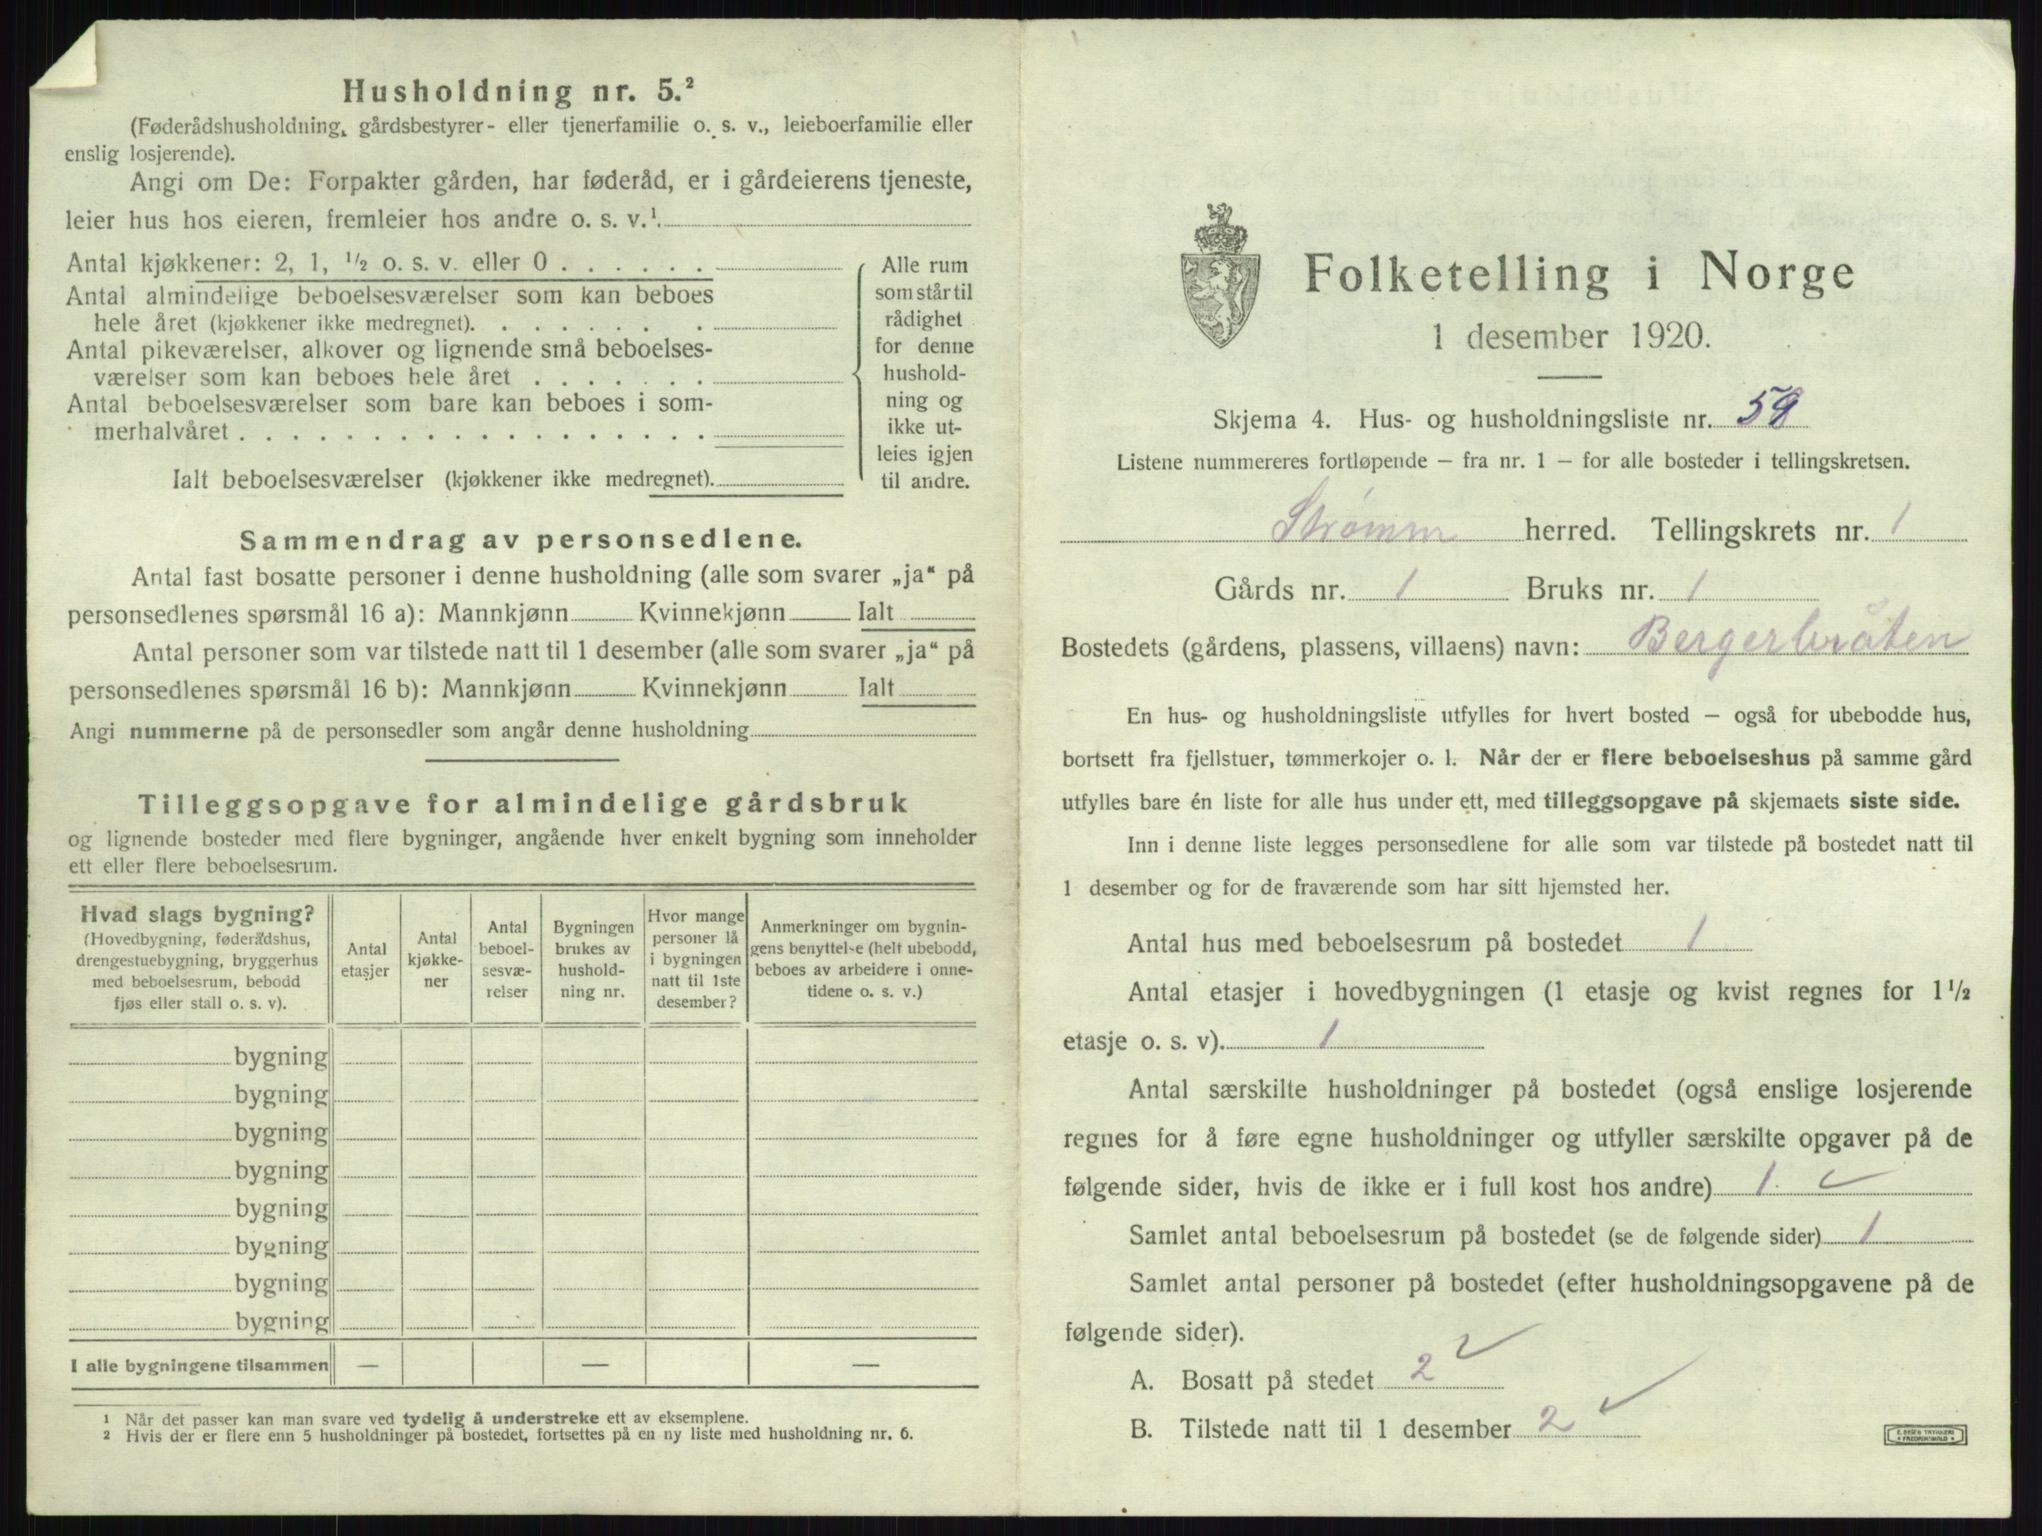 Husholdning nr. 5.²
(Føderådshusholdning, gårdsbestyrer- eller tjenerfamilie o. s. v., leieboerfamilie eller
enslig losjerende).
Angi om De: Forpakter gården, har føderåd, er i gårdeierens tjeneste,
leier hus hos eieren, fremleier hos andre o. s. v.¹
Antal kjøkkener: 2, 1, ½ o. s. v. eller 0 . . . . . .
Antal almindelige beboelsesværelser som kan beboes
hele året (kjøkkener ikke medregnet). . . . . . . .
Antal pikeværelser, alkover og lignende små beboelses-
værelser som kan beboes hele året . . . . . . .
Antal beboelsesværelser som bare kan beboes i som-
merhalvåret . . . . . . . . . . . . . . . . . .
Ialt beboelsesværelser (kjøkkener ikke medregnet).
Alle rum
som står til
rådighet
for denne
hushold-
ning og
ikke ut-
leies igjen
til andre.
Sammendrag av personsedlene.
Antal fast bosatte personer i denne husholdning (alle som svarer „ja“ på
personsedlenes spørsmål 16 a): Mannkjønn Kvinnekjønn Ialt
Antal personer som var tilstede natt til 1 desember (alle som svarer „ja“ på
personsedlenes spørsmål 16 b): Mannkjønn Kvinnekjønn Ialt
Angi nummerne på de personsedler som angår denne husholdning
Tilleggsopgave for almindelige gårdsbruk
og lignende bosteder med flere bygninger, angående hver enkelt bygning som inneholder
ett eller flere beboelsesrum.
Hvad slags bygning?
(Hovedbygning, føderådshus,
drengestuebygning, bryggerhus
med beboelsesrum, bebodd
fjøs eller stall o. s. v).
Antal
etasjer
Antal
kjøkke-
ner
Antal
beboel-
sesvæ-
relser
Bygningen
brukes av
hushold-
ning nr.
Hvor mange
personer lå
i bygningen
natt til 1ste
desember?
Anmerkninger om bygnin-
gens benyttelse (helt ubebodd,
beboes av arbeidere i onne-
tidene o. s. v.)
bygning
bygning
bygning
bygning
bygning
bygning
bygning
bygning
I alle bygningene tilsammen — — —
1 Når det passer kan man svare ved tydelig å understreke ett av eksemplene.
2 Hvis der er flere enn 5 husholdninger på bostedet, fortsettes på en ny liste med husholdning nr. 6.
Folketelling i Norge
1 desember 1920.
Skjema 4. Hus- og husholdningsliste nr. 59
Listene nummereres fortløpende — fra nr. 1 — for alle bosteder i tellingskretsen.
Strømm herred. Tellingskrets nr. 1
Gårds nr. 1 Bruks nr. 1
Bostedets (gårdens, plassens, villaens) navn: Bergerbråten
En hus- og husholdningsliste utfylles for hvert bosted — også for ubebodde hus,
bortsett fra fjellstuer, tømmerkojer o. l. Når der er flere beboelseshus på samme gård
utfylles bare én liste for alle hus under ett, med tilleggsopgave på skjemaets siste side.
Inn i denne liste legges personsedlene for alle som var tilstede på bostedet natt til
1 desember og for de fraværende som har sitt hjemsted her.
Antal hus med beboelsesrum på bostedet 1
Antal etasjer i hovedbygningen (1 etasje og kvist regnes for 1½
etasje o. s. v). 1
Antal særskilte husholdninger på bostedet (også enslige losjerende
regnes for å føre egne husholdninger og utfyller særskilte opgaver på de
følgende sider, hvis de ikke er i full kost hos andre) 1. ✓
Samlet antal beboelsesrum på bostedet (se de følgende sider) 1
Samlet antal personer på bostedet (efter husholdningsopgavene på de
følgende sider).
A. Bosatt på stedet 2 ✓
B. Tilstede natt til 1 desember 2 ✓